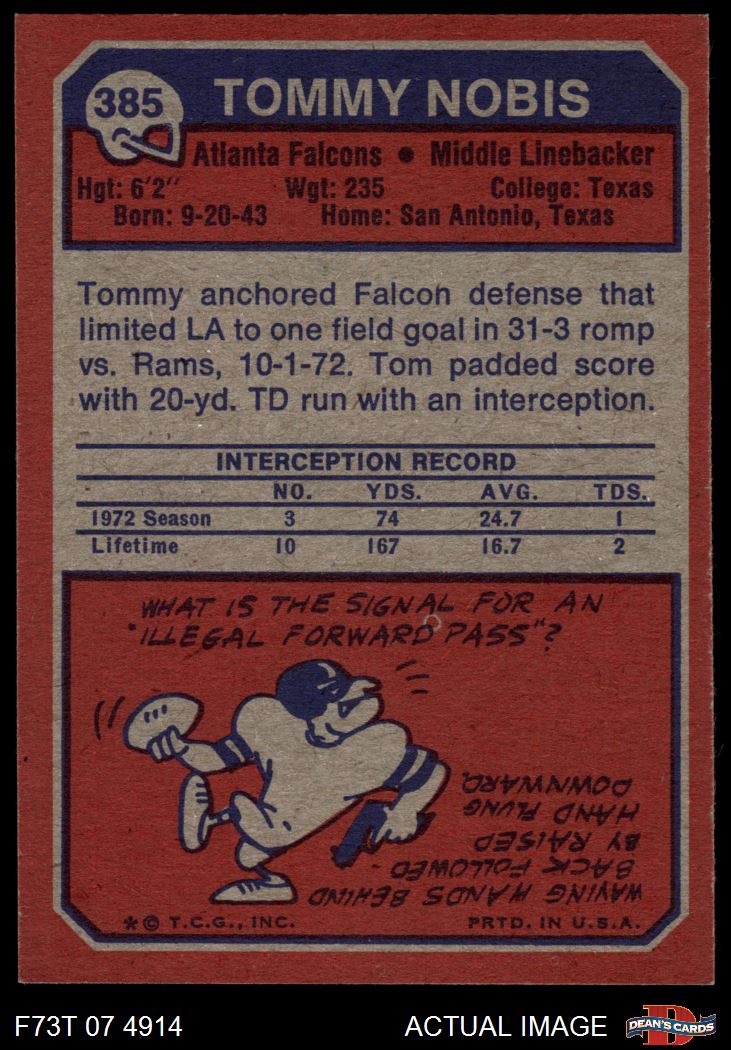 385
TOMMY NOBIS
Atlanta Falcons • Middle Linebacker
Hgt: 6'2" Wgt: 235 College: Texas
Born: 9-20-43 Home: San Antonio, Texas
Tommy anchored Falcon defense that
limited LA to one field goal in 31-3 romp
vs. Rams, 10-1-72. Tom padded score
with 20-yd. TD run with an interception.
INTERCEPTION RECORD
NO. YDS. AVG. TDS.
1972 Season 3 74 24.7 1
Lifetime 10 167 16.7 2
WHAT IS THE SIGNAL FOR AN
"ILLEGAL FORWARD PASS"?
WAVING HANDS BEHIND
BACK FOLLOWED
BY RAISED
HAND FLUNG
DOWNWARD.
* © T.C.G., INC. PRTD. IN U.S.A.
F73T 07 4914 ACTUAL IMAGE
D
DEAN'S CARDS